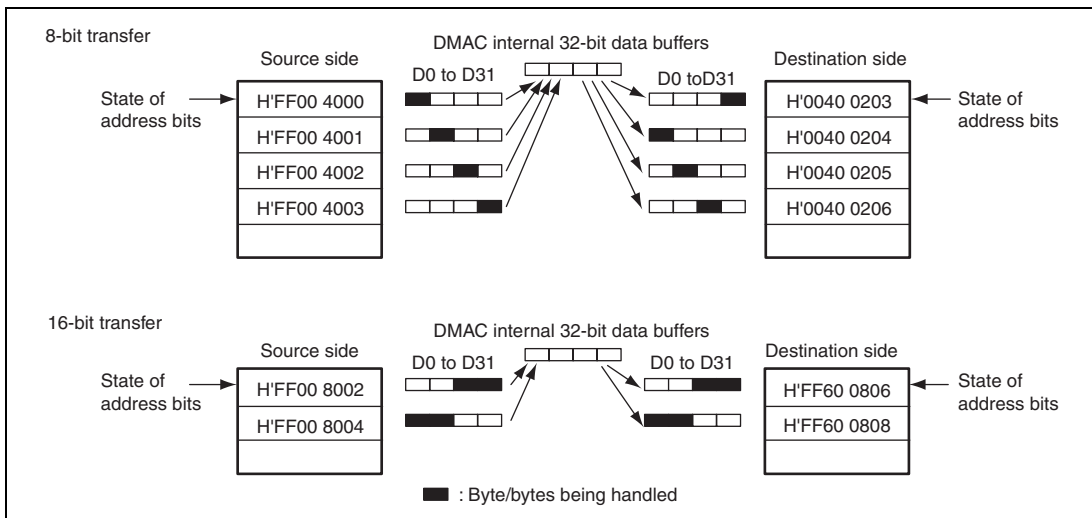 8-bit transfer
DMAC internal 32-bit data buffers
Source side
D0 to D31
D0 toD31
Destination side
State of
address bits
H'FF00 4000
H'FF00 4001
H'FF00 4002
H'FF00 4003
H'0040 0203
H'0040 0204
H'0040 0205
H'0040 0206
State of
address bits
16-bit transfer
DMAC internal 32-bit data buffers
Source side
D0 to D31
D0 to D31
Destination side
State of
address bits
H'FF00 8002
H'FF00 8004
H'FF60 0806
H'FF60 0808
State of
address bits
: Byte/bytes being handled